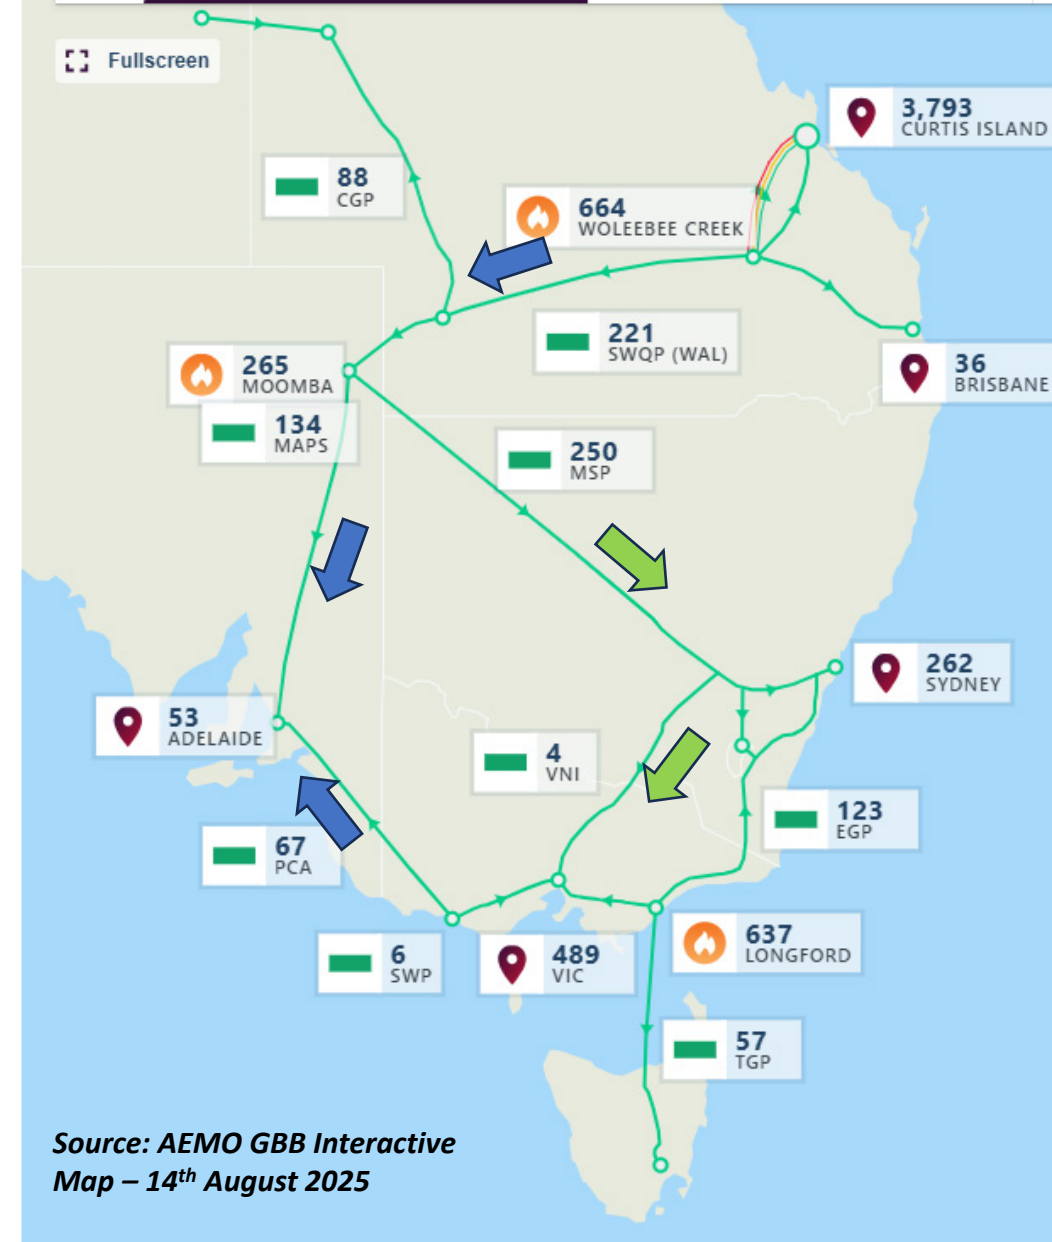 Fullscreen
3,793
CURTIS ISLAND
88
CGP
664
WOLEEBEE CREEK
221
SWQP (WAL)
265
MOOMBA
36
BRISBANE
134
MAPS
250
MSP
262
SYDNEY
53
ADELAIDE
4
VNI
123
EGP
67
PCA
6
SWP
489
VIC
637
LONGFORD
57
TGP
Source: AEMO GBB Interactive
Map – 14th August 2025